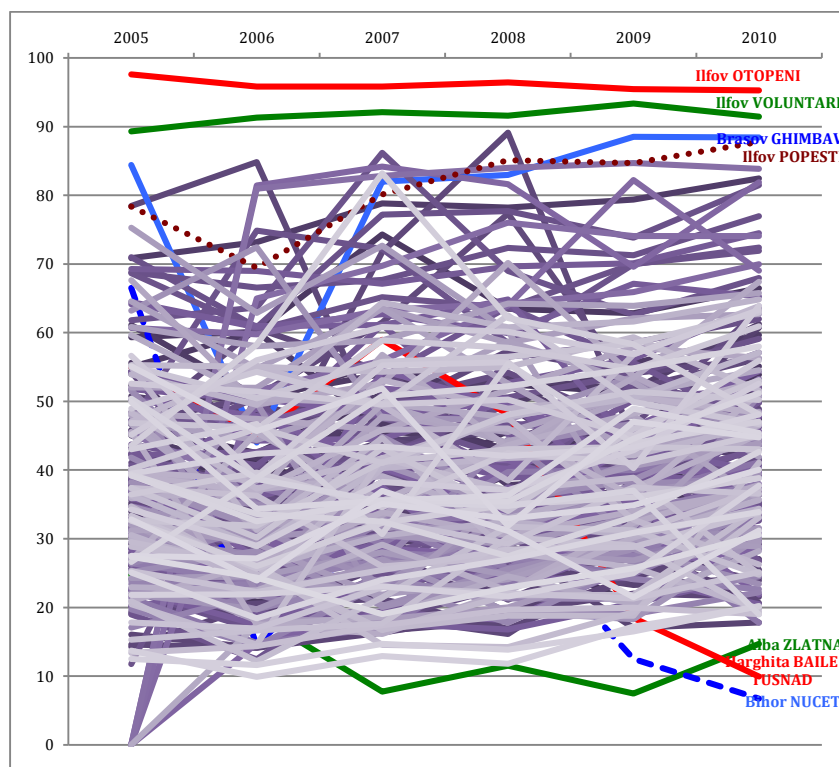 2005 2006 2007 2008 2009 2010
100
90
80
70
60
50
40
30
20
10
0
Ilfov OTOPENI
Ilfov VOLUNTARI
Brasov GHIMBAV
Ilfov POPEST
Alba ZLATNA
Harghita BAILE
TUSNAD
Bihor NUCET